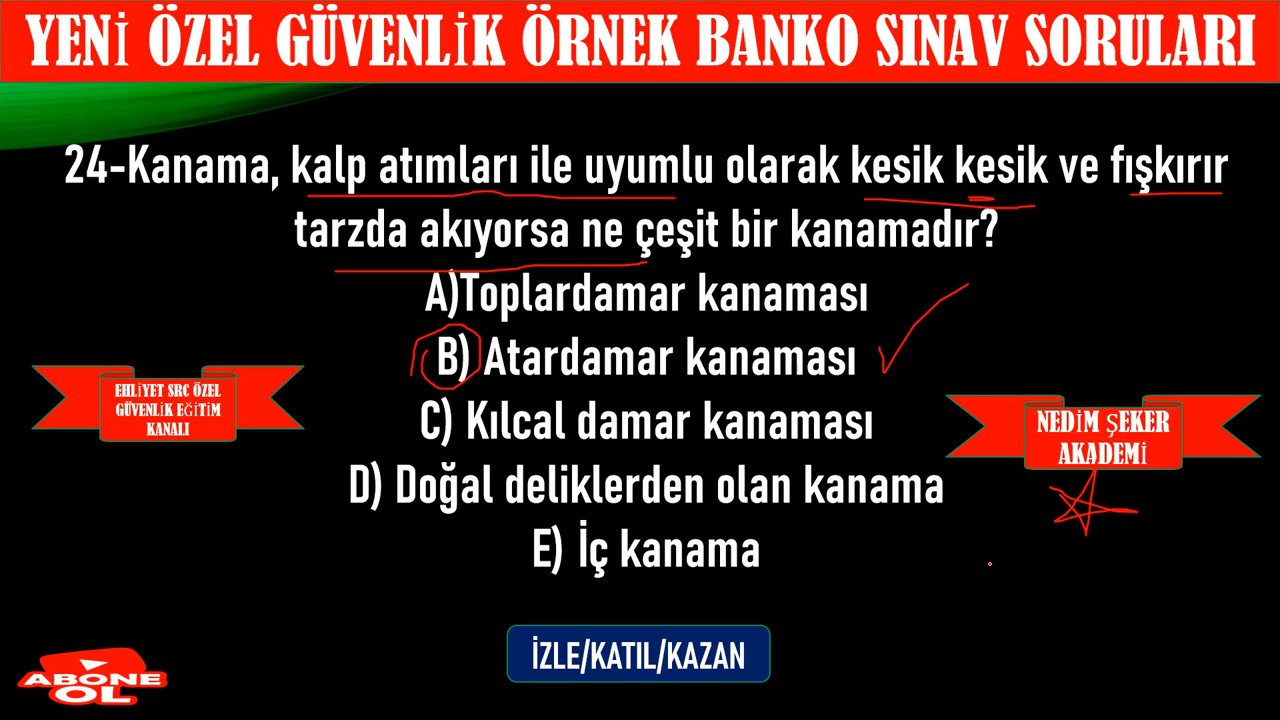 YENİ ÖZEL GÜVENLİK ÖRNEK BANKO SINAV SORULARI
24-Kanama, kalp atımları ile uyumlu olarak kesik kesik ve fışkırır
tarzda akıyorsa ne çeşit bir kanamadır?
A)Toplardamar kanaması
B) Atardamar kanaması
C) Kılcal damar kanaması
D) Doğal deliklerden olan kanama
E) İç kanama
EHLİYET SRC ÖZEL
GÜVENLİK EĞİTİM
KANALI
NEDİM ŞEKER
AKADEMİ
İZLE/KATIL/KAZAN
ABONE
OL